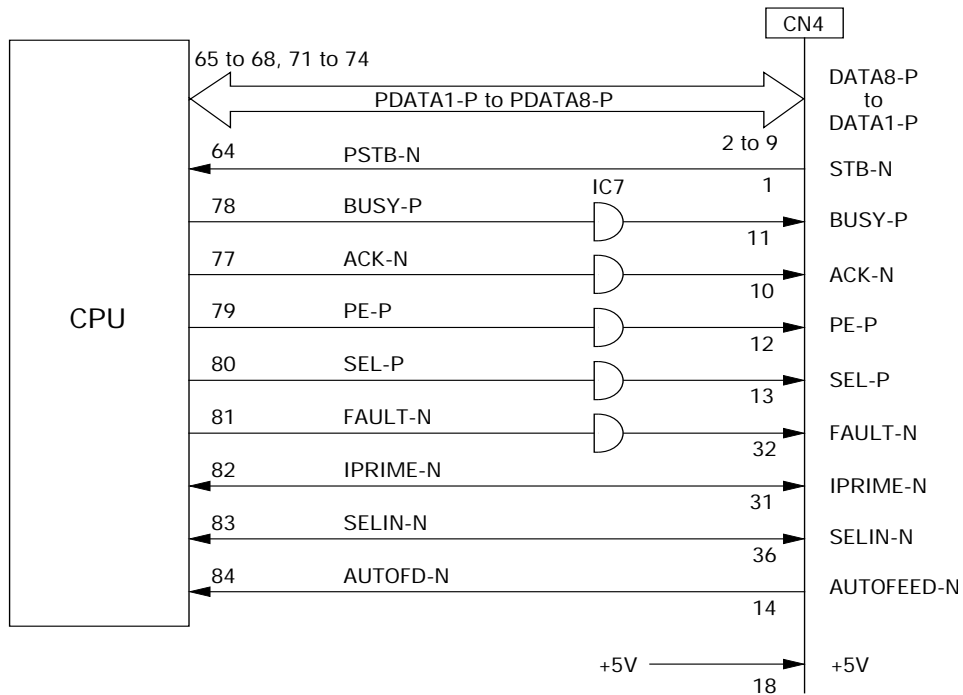 CN4
65 to 68, 71 to 74
PDATA1-P to PDATA8-P
DATA8-P
to
DATA1-P
2 to 9
64 PSTB-N 1 STB-N
IC7
78 BUSY-P 11 BUSY-P
77 ACK-N 10 ACK-N
CPU
79 PE-P 12 PE-P
80 SEL-P 13 SEL-P
81 FAULT-N 32 FAULT-N
82 IPRIME-N 31 IPRIME-N
83 SELIN-N 36 SELIN-N
84 AUTOFD-N 14 AUTOFEED-N
+5V 18 +5V